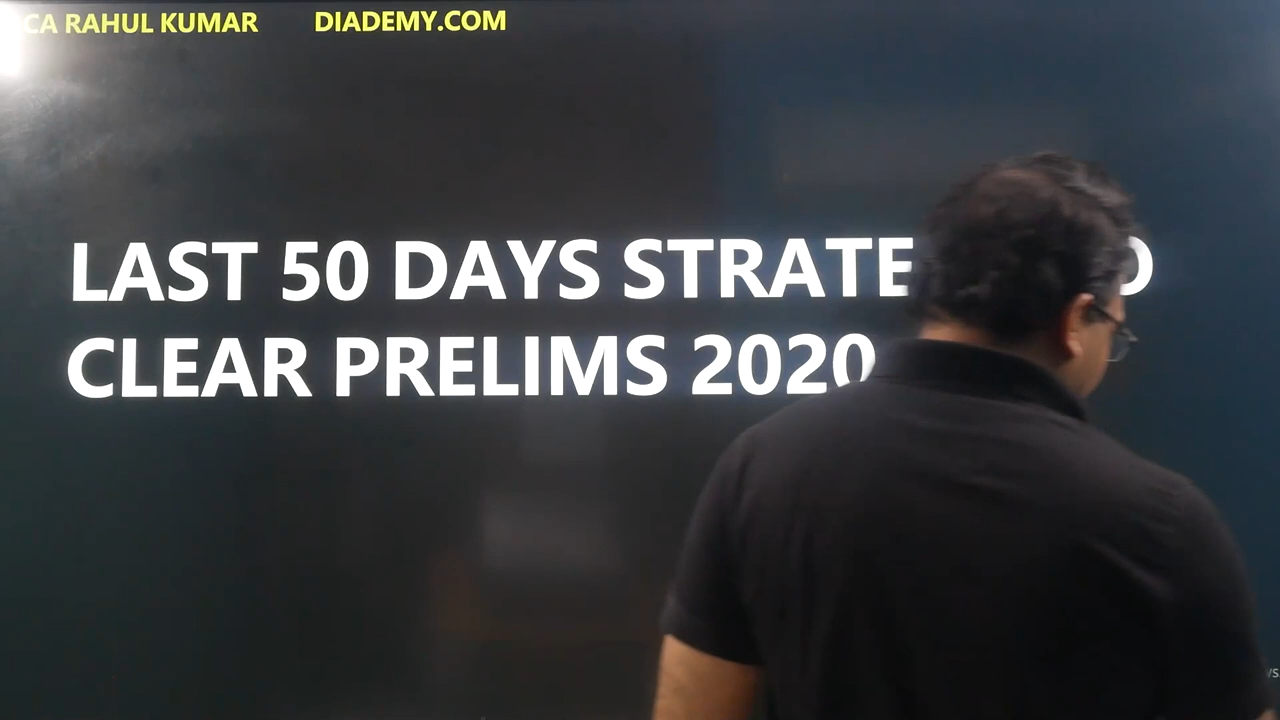 CA RAHUL KUMAR DIADEMY.COM
LAST 50 DAYS STRATE O
CLEAR PRELIMS 2020